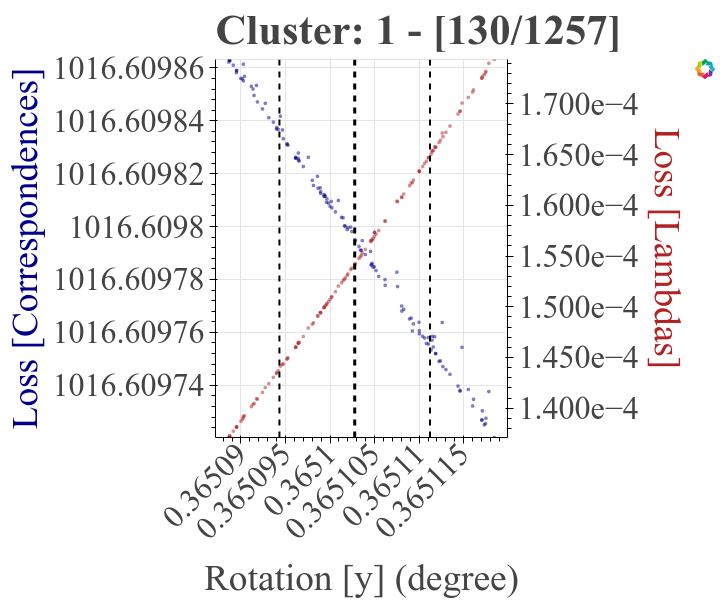 Cluster: 1 - [130/1257]
Loss [Correspondences]
1016.60986
1016.60984
1016.60982
1016.6098
1016.60978
1016.60976
1016.60974
1.700e−4
1.650e−4
1.600e−4
1.550e−4
1.500e−4
1.450e−4
1.400e−4
Loss [Lambdas]
0.36509
0.365095
0.3651
0.365105
0.36511
0.365115
Rotation [y] (degree)